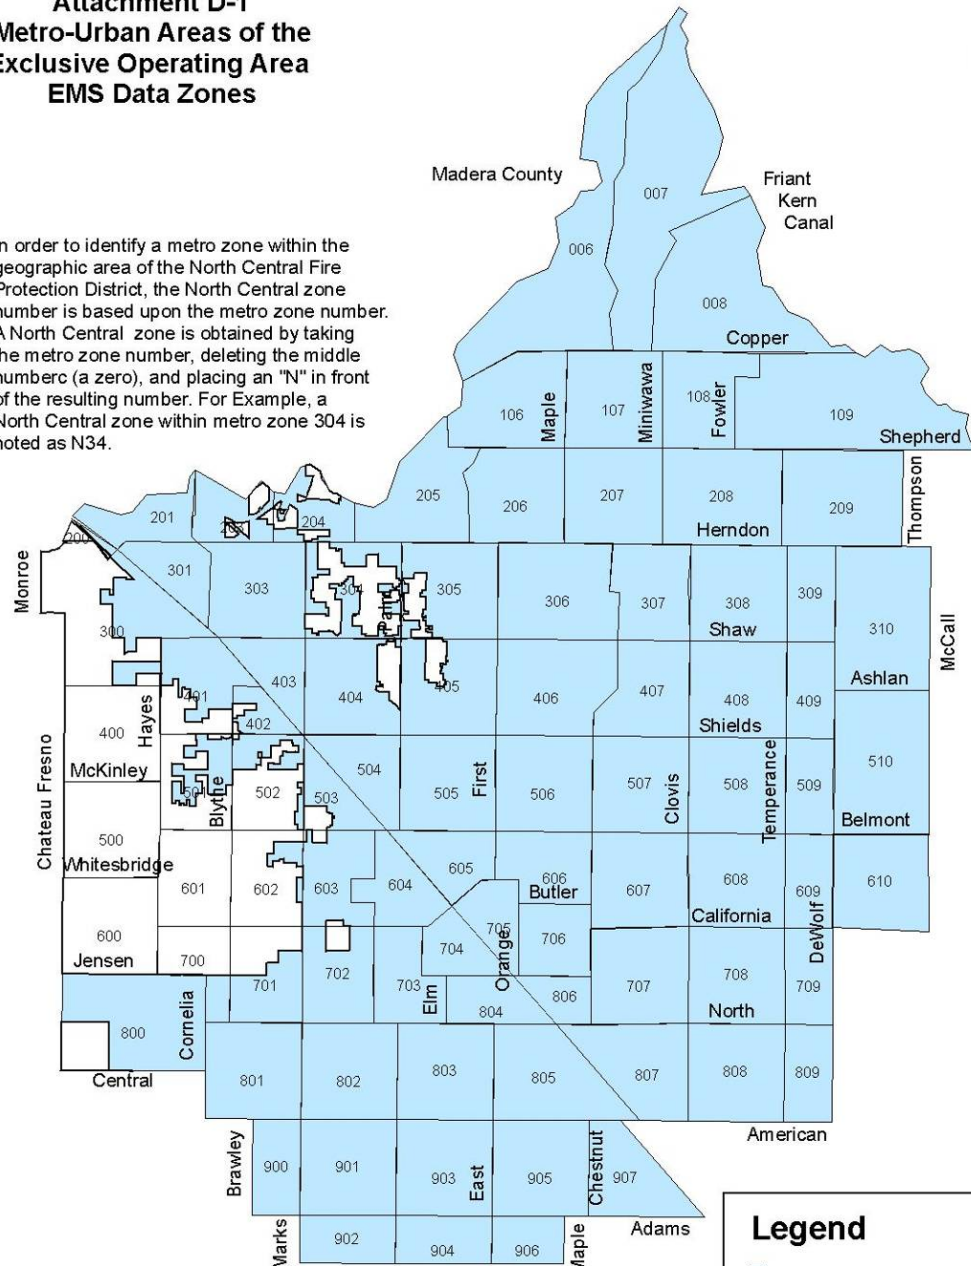 Attachment D-1
Metro-Urban Areas of the
Exclusive Operating Area
EMS Data Zones
Madera County
Friant
Kern
Canal
007
006
In order to identify a metro zone within the
geographic area of the North Central Fire
Protection District, the North Central zone
number is based upon the metro zone number.
A North Central zone is obtained by taking
the metro zone number, deleting the middle
numberc (a zero), and placing an "N" in front
of the resulting number. For Example, a
North Central zone within metro zone 304 is
noted as N34.
008
Copper
106
Maple
107
Miniwawa
108
Fowler
109
Shepherd
201
204
205
206
207
208
209
Herndon
Thompson
200
Monroe
301
303
304
Palm
305
306
307
308
309
310
Shaw
McCall
300
Ashlan
401
403
404
405
406
407
408
409
402
Shields
400
Hayes
McKinley
Chateau Fresno
501
Blythe
502
503
504
505
First
506
507
Clovis
508
Temperance
509
510
Belmont
500
Whitesbridge
601
602
603
604
605
606
Butler
607
608
609
610
California
DeWolf
600
Jensen
700
701
702
703
704
705
Orange
706
707
708
709
North
Elm
804
806
800
Cornelia
Central
801
802
803
805
807
808
809
American
Brawley
900
901
903
East
905
Chestnut
907
Adams
Marks
902
904
906
Maple
Legend